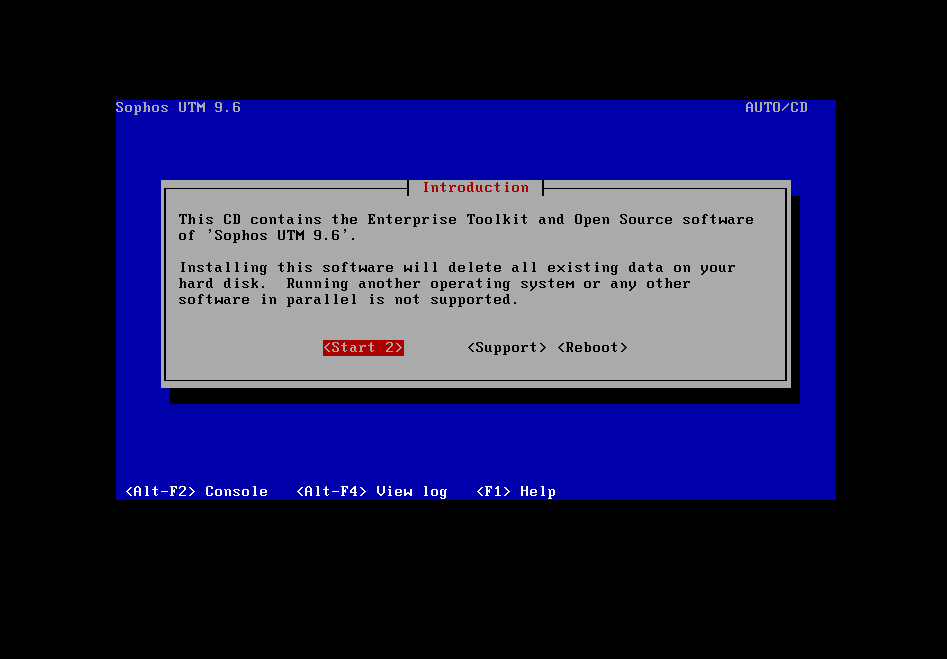 Sophos UTM 9.6 AUTO/CD
Introduction
This CD contains the Enterprise Toolkit and Open Source software
of 'Sophos UTM 9.6'.
Installing this software will delete all existing data on your
hard disk.  Running another operating system or any other
software in parallel is not supported.
<Start 2> <Support> <Reboot>
<Alt-F2> Console <Alt-F4> View log <F1> Help